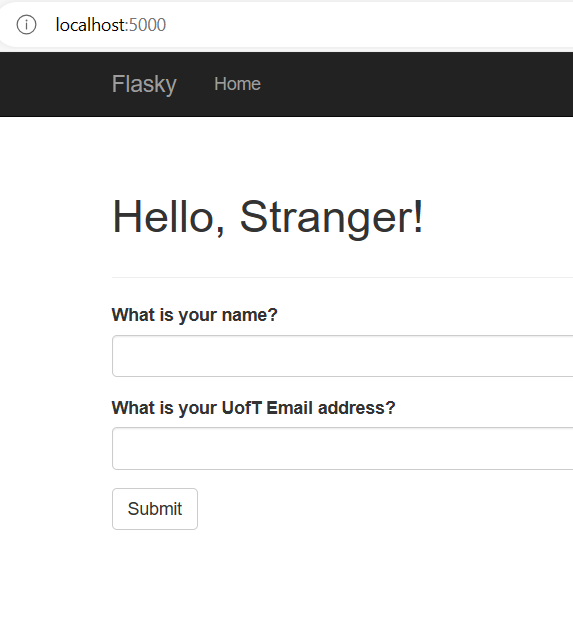 localhost:5000
Flasky Home
Hello, Stranger!
What is your name?
What is your UofT Email address?
Submit